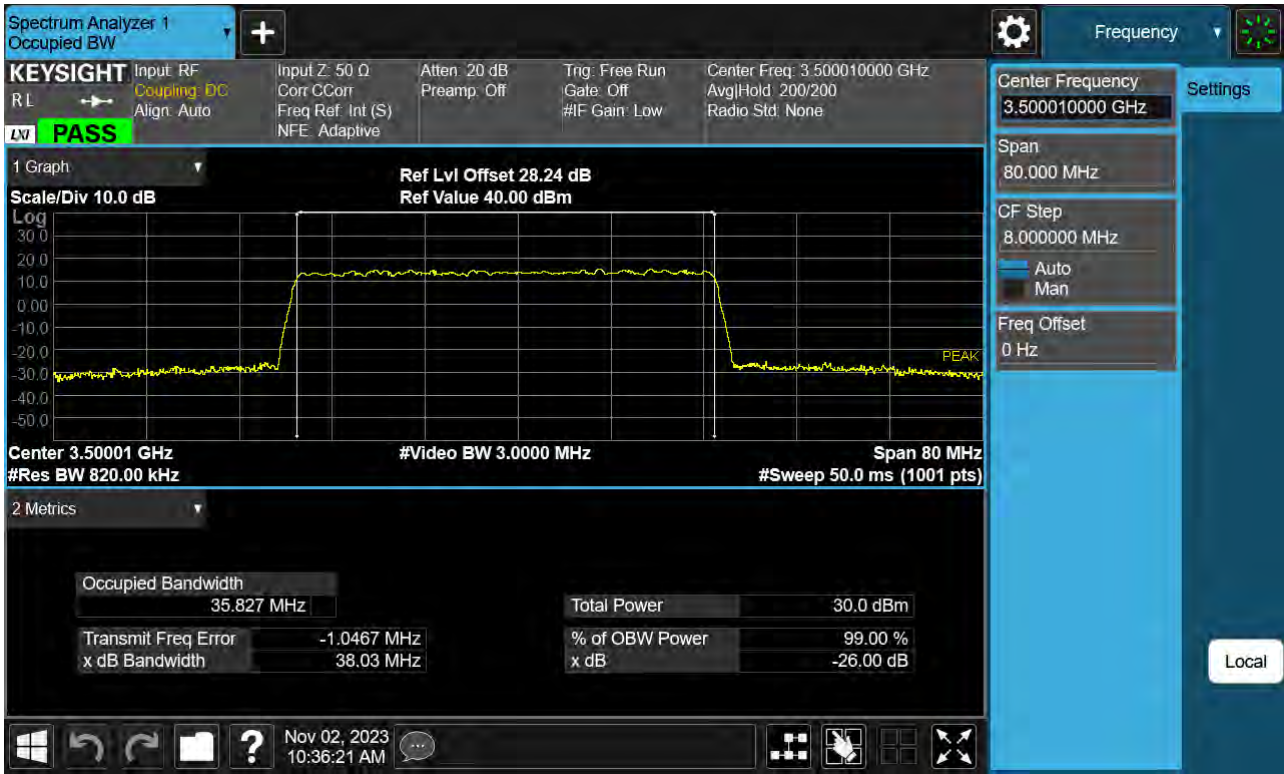 Spectrum Analyzer 1
Occupied BW
+
Frequency
KEYSIGHT
RL
LXI PASS
Input: RF
Coupling: DC
Align: Auto
Input Z: 50 Ω
Corr CCorr
Freq Ref: Int (S)
NFE: Adaptive
Atten: 20 dB
Preamp: Off
Trig: Free Run
Gate: Off
#IF Gain: Low
Center Freq: 3.500010000 GHz
Avg|Hold: 200/200
Radio Std: None
1 Graph
Scale/Div 10.0 dB
Ref Lvl Offset 28.24 dB
Ref Value 40.00 dBm
Log
30.0
20.0
10.0
0.00
-10.0
-20.0
-30.0
-40.0
-50.0
PEAK
Center 3.50001 GHz
#Video BW 3.0000 MHz
Span 80 MHz
#Res BW 820.00 kHz
#Sweep 50.0 ms (1001 pts)
2 Metrics
Occupied Bandwidth
35.827 MHz
Transmit Freq Error -1.0467 MHz
x dB Bandwidth 38.03 MHz
Total Power 30.0 dBm
% of OBW Power 99.00 %
x dB -26.00 dB
Center Frequency
3.500010000 GHz
Span
80.000 MHz
CF Step
8.000000 MHz
Auto
Man
Freq Offset
0 Hz
Settings
Local
?
Nov 02, 2023
10:36:21 AM